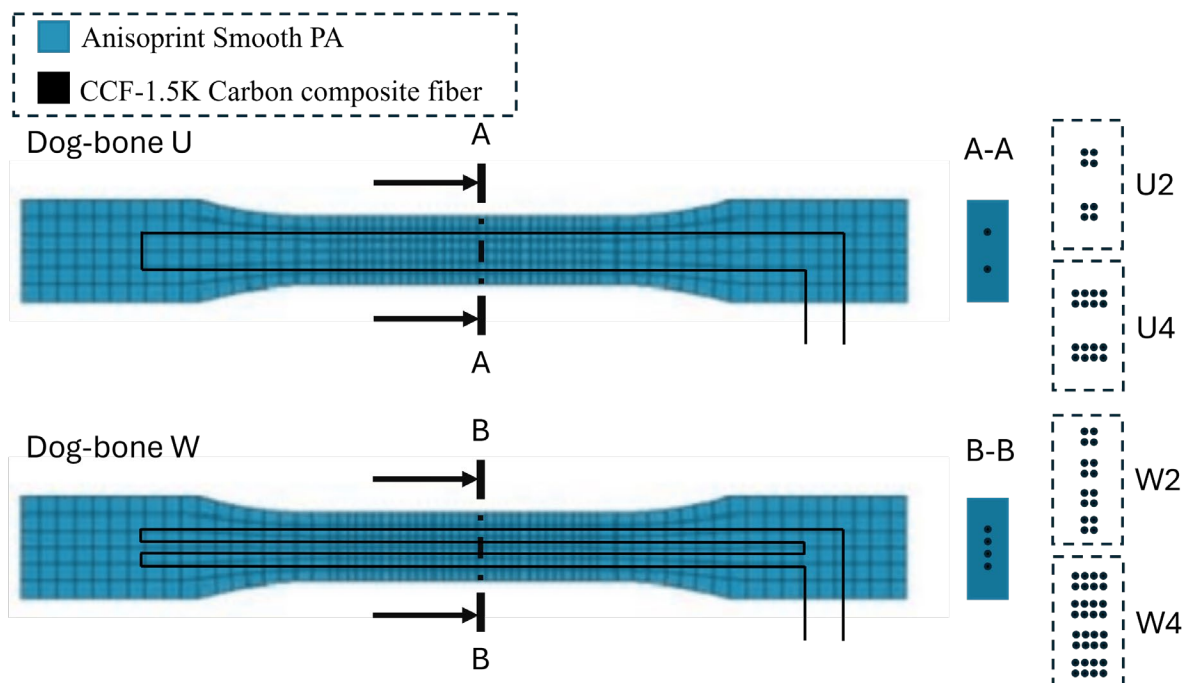 Anisoprint Smooth PA
CCF-1.5K Carbon composite fiber
Dog-bone U
A
A-A
U2
A
U4
Dog-bone W
B
B-B
W2
B
W4